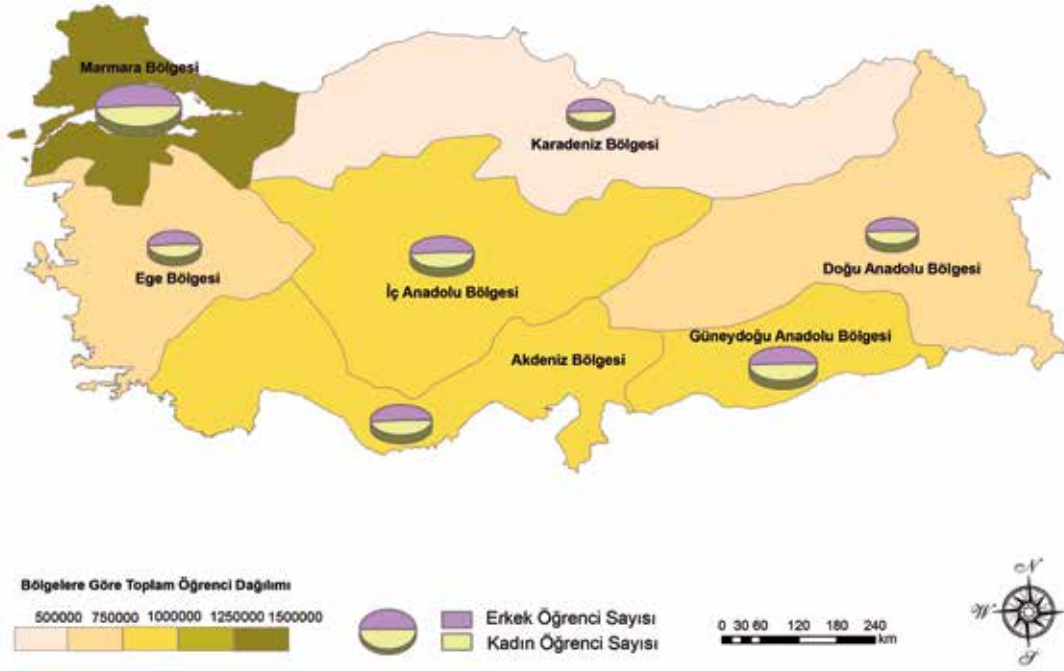 Marmara Bölgesi
Karadeniz Bölgesi
Ege Bölgesi
İç Anadolu Bölgesi
Doğu Anadolu Bölgesi
Güneydoğu Anadolu Bölgesi
Akdeniz Bölgesi
Bölgelere Göre Toplam Öğrenci Dağılımı
500000 750000 1000000 1250000 1500000
Erkek Öğrenci Sayısı
Kadın Öğrenci Sayısı
0 30 60 120 180 240
km
N
W
S